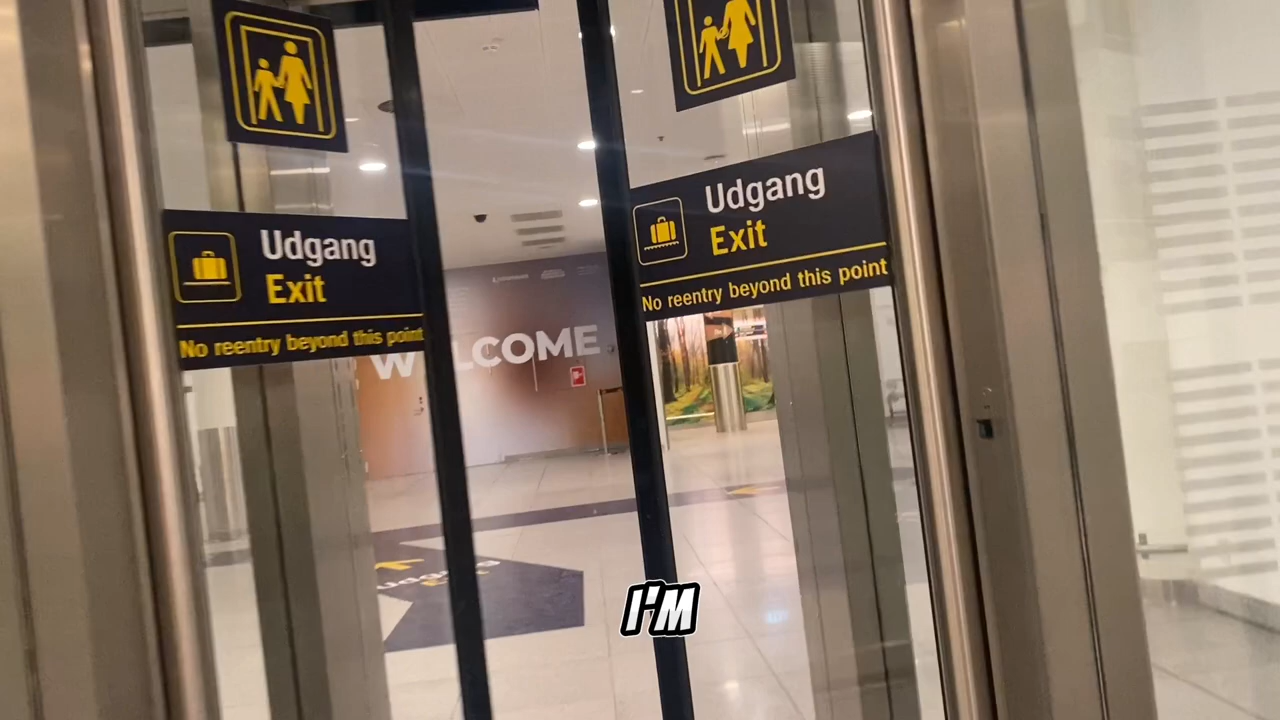 Udgang
Exit
No reentry beyond this point
Udgang
Exit
No reentry beyond this point
WELCOME
I'M